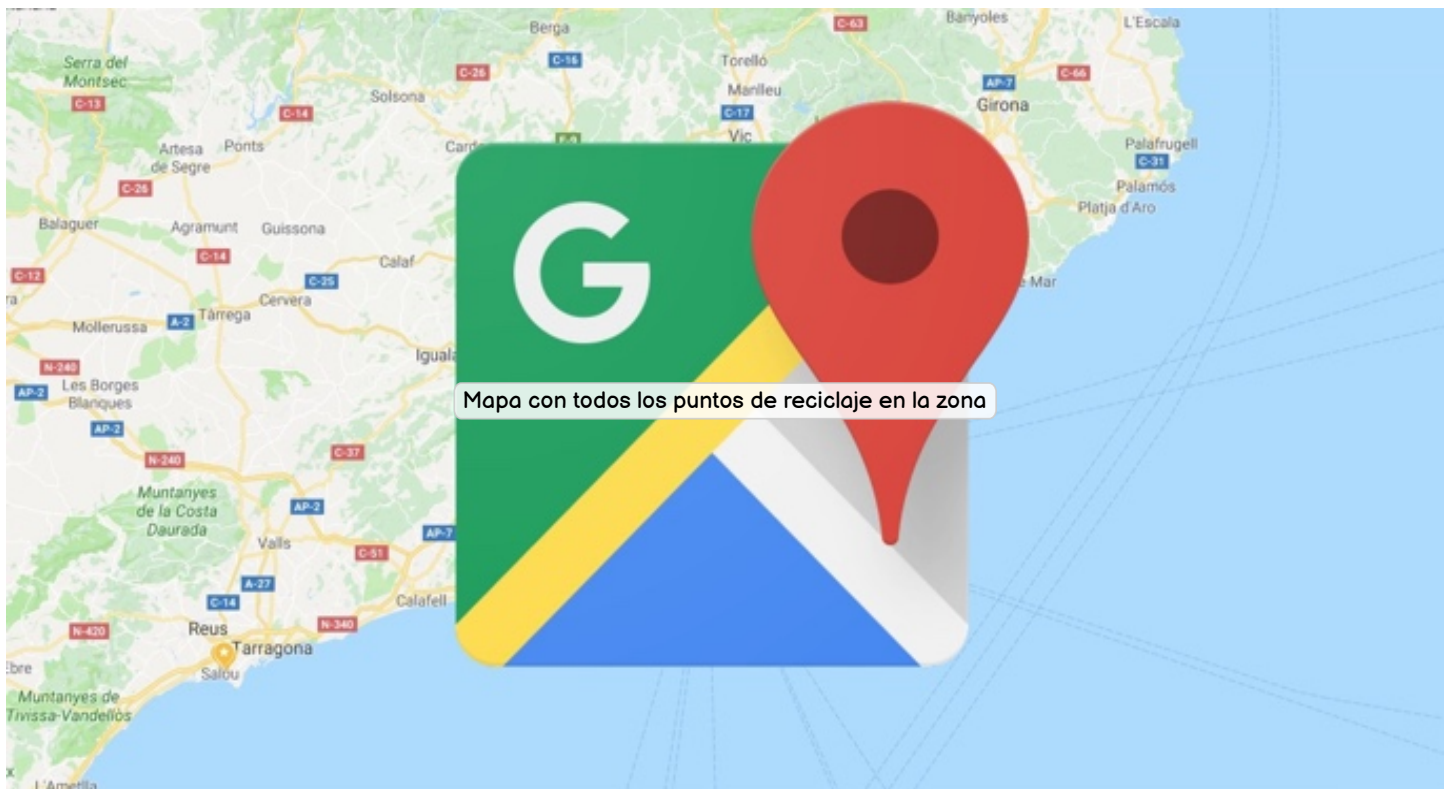 Berga
C-63
Banyoles
L'Escala
Serra del
Montsec
C-16
Torelló
C-26
Solsona
Manlleu
AP-7
C-66
C-13
C-14
C-17
Girona
Artesa
de Segre
Ponts
Vic
Palafrugell
C-31
C-26
Palamós
Platja d'Aro
Balaguer
Agramunt
Guissona
G
C-14
Calaf
C-12
C-25
Cervera
Mar
Mollerussa
A-2
Tàrrega
N-240
AP-2
Les Borges
Blanques
Mapa con todos los puntos de reciclaje en la zona
AP-2
N-240
C-37
Muntanyes
de la Costa
Daurada
AP-2
AP-7
Valls
C-51
A-27
C-14
Calafell
N-420
Reus
N-340
Tarragona
Salou
Muntanyes de
Tivissa-Vandellòs
L'Ametlla